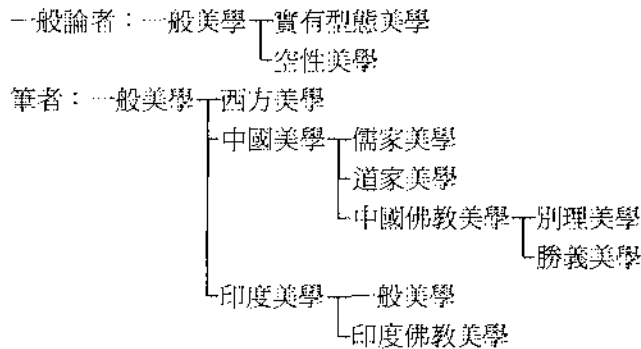 一般論者：一般美學 實有型態美學
空性美學
筆者：一般美學 西方美學
中國美學 儒家美學
道家美學
中國佛教美學 別理美學
勝義美學
印度美學 一般美學
印度佛教美學